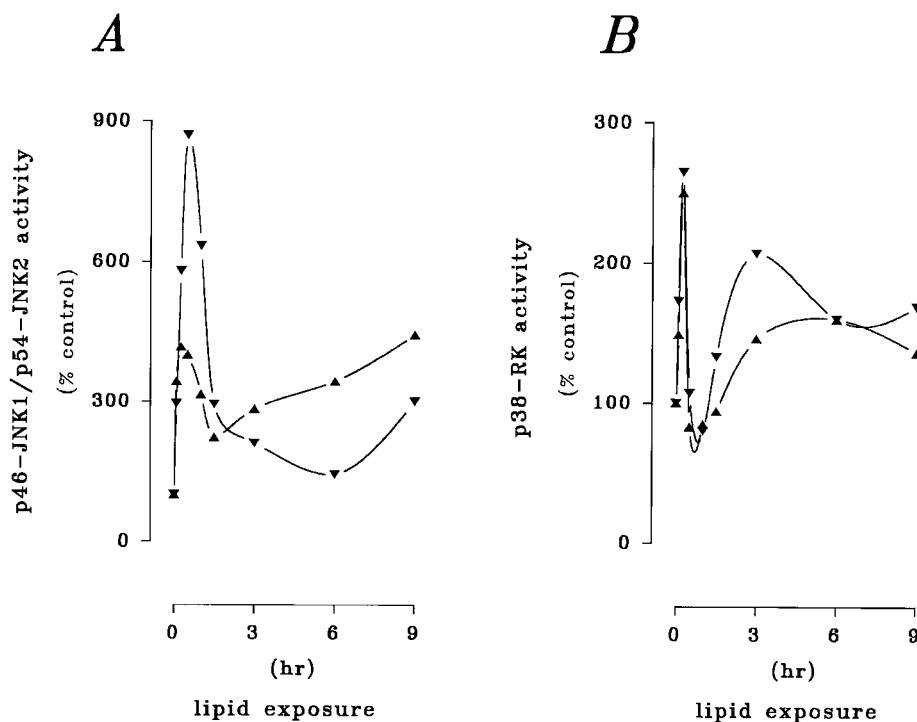 A
p46-JNK1/p54-JNK2 activity
(% control)
900
600
300
0
0 3 6 9
(hr)
lipid exposure
B
p38-RK activity
(% control)
300
200
100
0
0 3 6 9
(hr)
lipid exposure